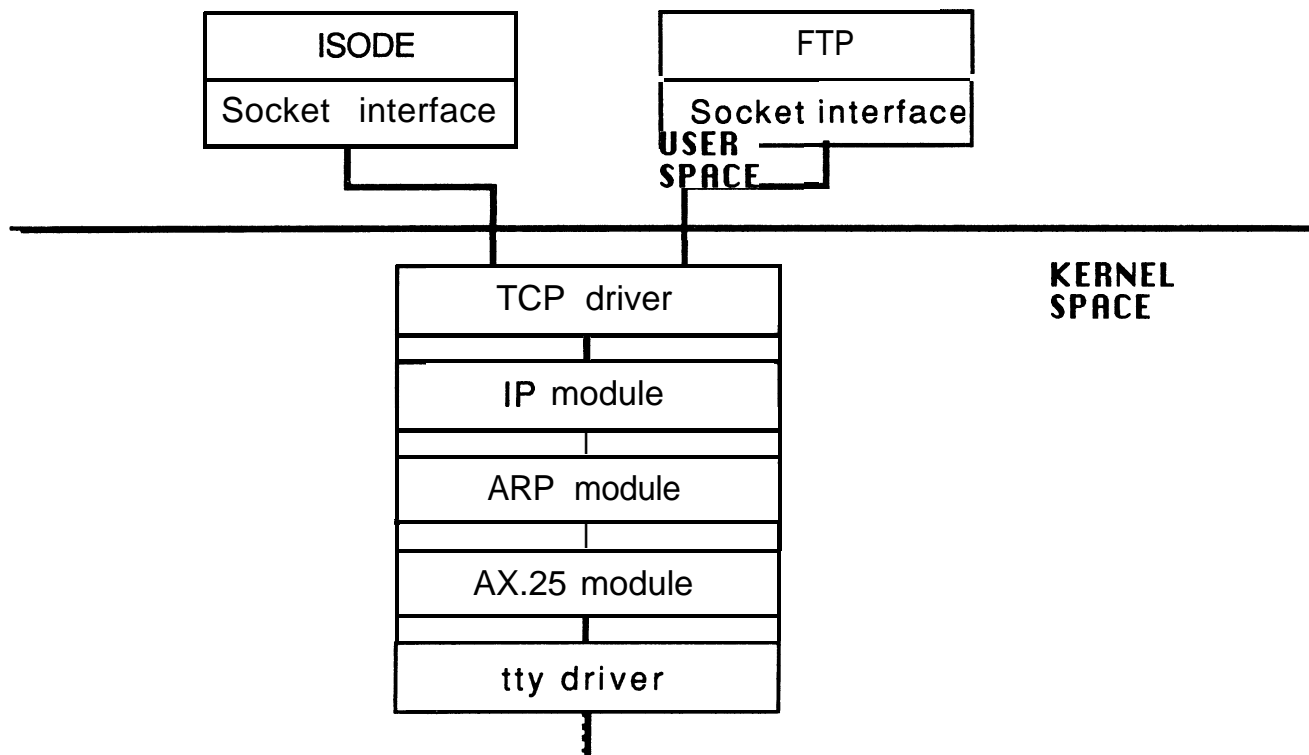 ISODE
Socket interface
FTP
Socket interface
USER
SPACE
KERNEL
SPACE
TCP driver
IP module
ARP module
AX.25 module
tty driver